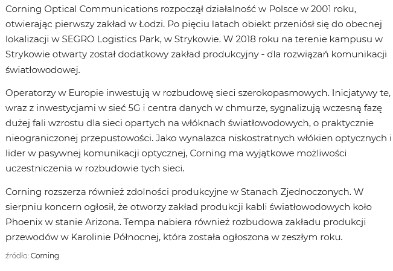 Corning Optical Communications rozpoczął działalność w Polsce w 2001 roku,
otwierając pierwszy zakład w Łodzi. Po pięciu latach obiekt przeniósł się do obecnej
lokalizacji w SEGRO Logistics Park, w Strykowie. W 2018 roku na terenie kampusu w
Strykowie otwarty został dodatkowy zakład produkcyjny - dla rozwiązań komunikacji
światłowodowej.
Operatorzy w Europie inwestują w rozbudowę sieci szerokopasmowych. Inicjatywy te,
wraz z inwestycjami w sieć 5G i centra danych w chmurze, sygnalizują wczesną fazę
dużej fali wzrostu dla sieci opartych na włóknach światłowodowych, o praktycznie
nieograniczonej przepustowości. Jako wynalazca niskostratnych włókien optycznych i
lider w pasywnej komunikacji optycznej, Corning ma wyjątkowe możliwości
uczestniczenia w rozbudowie tych sieci.
Corning rozszerza również zdolności produkcyjne w Stanach Zjednoczonych. W
sierpniu koncern ogłosił, że otworzy zakład produkcji kabli światłowodowych koło
Phoenix w stanie Arizona. Tempa nabiera również rozbudowa zakładu produkcji
przewodów w Karolinie Północnej, która została ogłoszona w zeszłym roku.
źródło: Corning